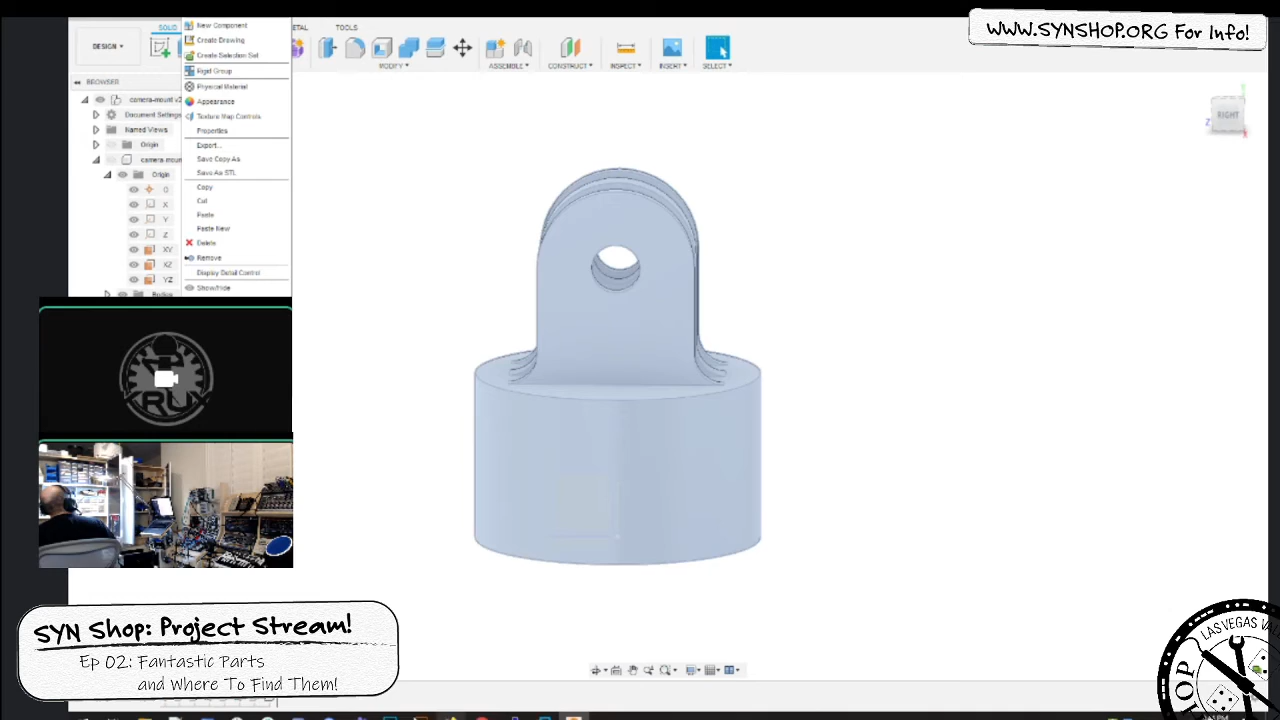 SOLID
TOOLS
DESIGN
MODIFY
ASSEMBLE
CONSTRUCT
INSPECT
INSERT
SELECT
BROWSER
camera-mount
Document Settings
Named Views
Origin
Origin
O
X
Y
Z
XY
XZ
YZ
New Component
Create Drawing
Create Selection Set
Rigid Group
Physical Material
Appearance
Texture Map Controls
Properties
Export...
Save Copy As
Save As STL
Copy
Cut
Paste
Paste New
Delete
Remove
Display Detail Control
Show/Hide
RIGHT
Z
WWW.SYNSHOP.ORG For Info!
SYN Shop: Project Stream!
Ep 02: Fantastic Parts
and Where To Find Them!
LAS VEGAS